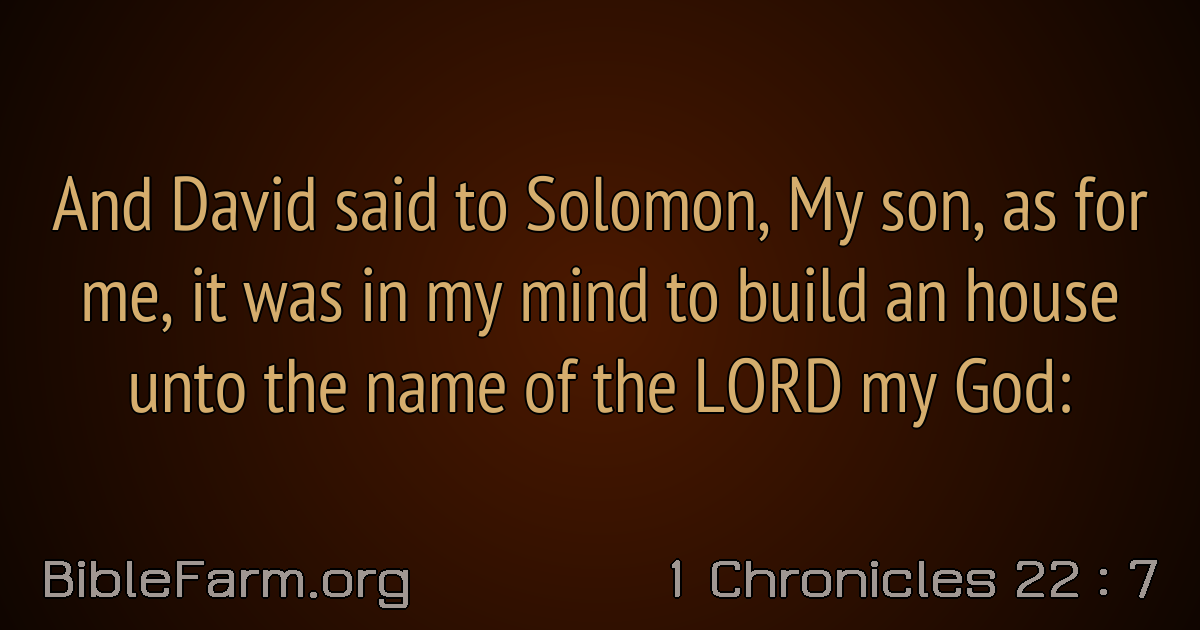 And David said to Solomon, My son, as for
me, it was in my mind to build an house
unto the name of the LORD my God:
BibleFarm.org
1 Chronicles 22 : 7